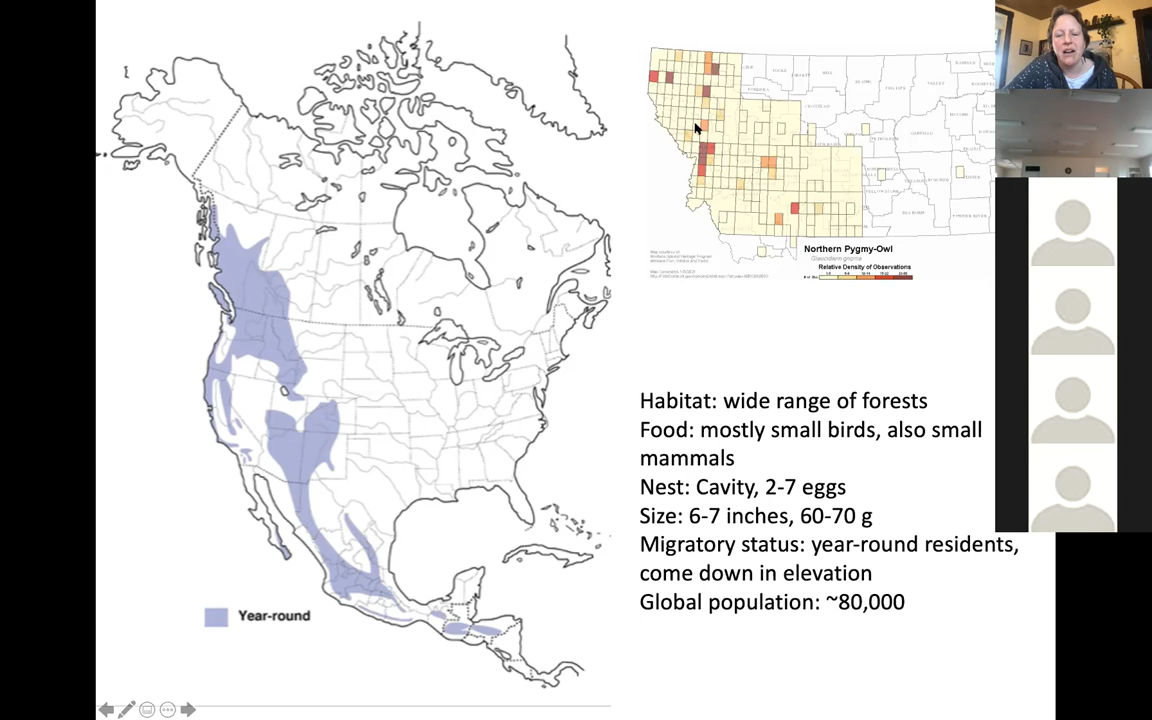 Northern Pygmy-Owl
Glaucidium gnoma
Relative Density of Observations
Habitat: wide range of forests
Food: mostly small birds, also small
mammals
Nest: Cavity, 2-7 eggs
Size: 6-7 inches, 60-70 g
Migratory status: year-round residents,
come down in elevation
Global population: ~80,000
Year-round